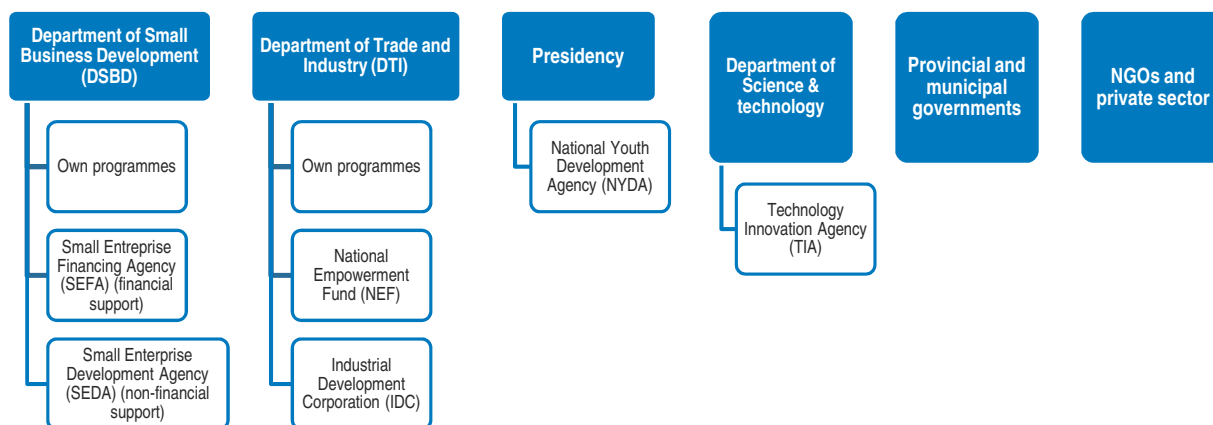 Department of Small
Business Development
(DSBD)
Own programmes
Small Entreprise
Financing Agency
(SEFA) (financial
support)
Small Enterprise
Development Agency
(SEDA) (non-financial
support)
Department of Trade and
Industry (DTI)
Own programmes
National
Empowerment
Fund (NEF)
Industrial
Development
Corporation (IDC)
Presidency
National Youth
Development
Agency (NYDA)
Department of
Science &
technology
Technology
Innovation Agency
(TIA)
Provincial and
municipal
governments
NGOs and
private sector